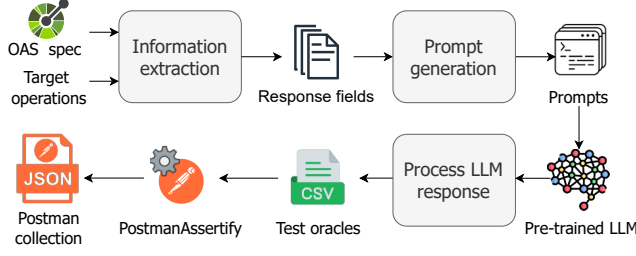 OAS spec
Target
operations
Information
extraction
Response fields
Prompt
generation
>_
Prompts
JSON
Postman
collection
PostmanAssertify
CSV
Test oracles
Process LLM
response
Pre-trained LLM